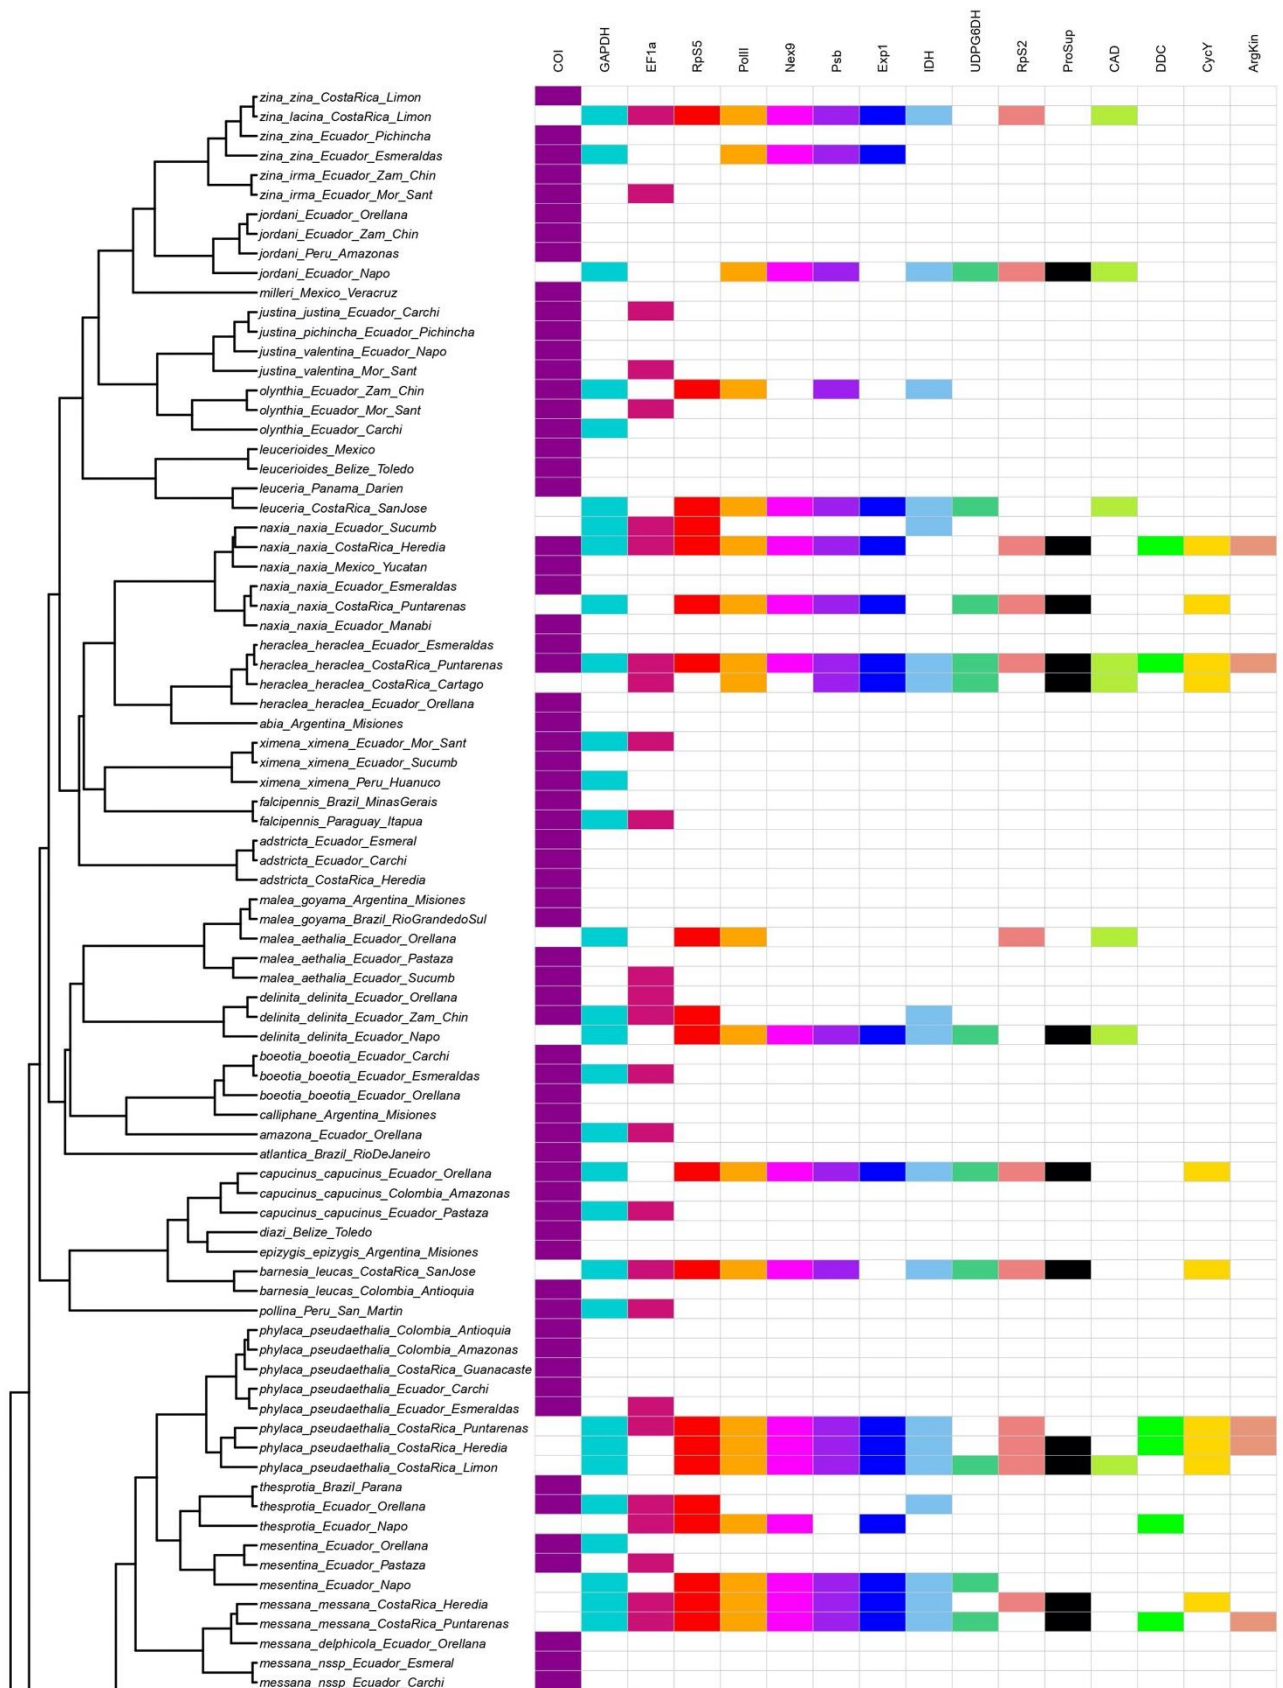 COI GAPDH EF1a RpS5 PolII Nex9 Psb Exp1 IDH UDPG6DH RpS2 ProSup CAD DDC CycY ArgKin
zina_zina_CostaRica_Limon
zina_lacina_CostaRica_Limon
zina_zina_Ecuador_Pichincha
zina_zina_Ecuador_Esmeraldas
zina_irma_Ecuador_Zam_Chin
zina_irma_Ecuador_Mor_Sant
jordani_Ecuador_Orellana
jordani_Ecuador_Zam_Chin
jordani_Peru_Amazonas
jordani_Ecuador_Napo
milleri_Mexico_Veracruz
justina_justina_Ecuador_Carchi
justina_pichincha_Ecuador_Pichincha
justina_valentina_Ecuador_Napo
justina_valentina_Mor_Sant
olynthia_Ecuador_Zam_Chin
olynthia_Ecuador_Mor_Sant
olynthia_Ecuador_Carchi
leucerioides_Mexico
leucerioides_Belize_Toledo
leuceria_Panama_Darien
leuceria_CostaRica_SanJose
naxia_naxia_Ecuador_Sucumb
naxia_naxia_CostaRica_Heredia
naxia_naxia_Mexico_Yucatan
naxia_naxia_Ecuador_Esmeraldas
naxia_naxia_CostaRica_Puntarenas
naxia_naxia_Ecuador_Manabi
heraclea_heraclea_Ecuador_Esmeraldas
heraclea_heraclea_CostaRica_Puntarenas
heraclea_heraclea_CostaRica_Cartago
heraclea_heraclea_Ecuador_Orellana
abia_Argentina_Misiones
ximena_ximena_Ecuador_Mor_Sant
ximena_ximena_Ecuador_Sucumb
ximena_ximena_Peru_Huanuco
falcipennis_Brazil_MinasGerais
falcipennis_Paraguay_Itapua
adstricta_Ecuador_Esmeral
adstricta_Ecuador_Carchi
adstricta_CostaRica_Heredia
malea_goyama_Argentina_Misiones
malea_goyama_Brazil_RioGrandedoSul
malea_aethalia_Ecuador_Orellana
malea_aethalia_Ecuador_Pastaza
malea_aethalia_Ecuador_Sucumb
delinita_delinita_Ecuador_Orellana
delinita_delinita_Ecuador_Zam_Chin
delinita_delinita_Ecuador_Napo
boeotia_boeotia_Ecuador_Carchi
boeotia_boeotia_Ecuador_Esmeraldas
boeotia_boeotia_Ecuador_Orellana
calliphane_Argentina_Misiones
amazona_Ecuador_Orellana
atlantica_Brazil_RioDeJaneiro
capucinus_capucinus_Ecuador_Orellana
capucinus_capucinus_Colombia_Amazonas
capucinus_capucinus_Ecuador_Pastaza
diazi_Belize_Toledo
epizygis_epizygis_Argentina_Misiones
barnesia_leucas_CostaRica_SanJose
barnesia_leucas_Colombia_Antioquia
pollina_Peru_San_Martin
phylaca_pseudaethalia_Colombia_Antioquia
phylaca_pseudaethalia_Colombia_Amazonas
phylaca_pseudaethalia_CostaRica_Guanacaste
phylaca_pseudaethalia_Ecuador_Carchi
phylaca_pseudaethalia_Ecuador_Esmeraldas
phylaca_pseudaethalia_CostaRica_Puntarenas
phylaca_pseudaethalia_CostaRica_Heredia
phylaca_pseudaethalia_CostaRica_Limon
thesprotia_Brazil_Parana
thesprotia_Ecuador_Orellana
thesprotia_Ecuador_Napo
mesentina_Ecuador_Orellana
mesentina_Ecuador_Pastaza
mesentina_Ecuador_Napo
messana_messana_CostaRica_Heredia
messana_messana_CostaRica_Puntarenas
messana_delphicola_Ecuador_Orellana
messana_nssp_Ecuador_Esmeral
messana_nssp_Ecuador_Carchi